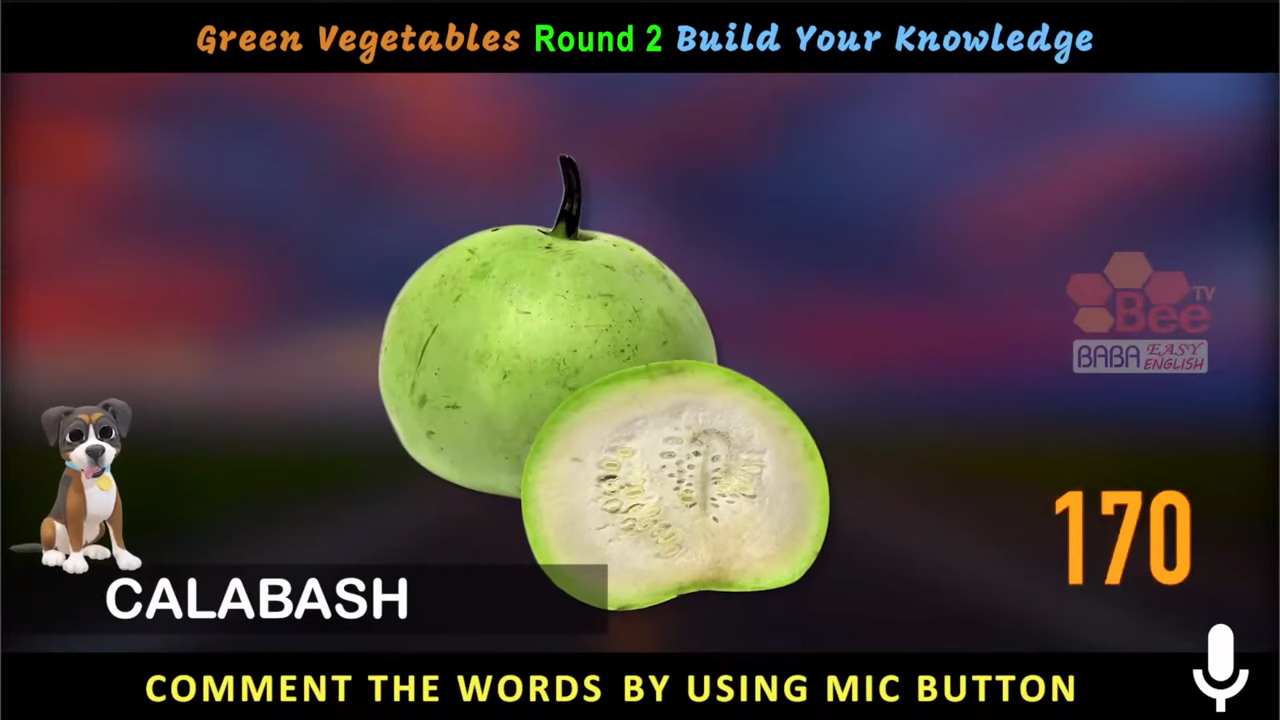 Green Vegetables Round 2 Build Your Knowledge
Bee TV
BABA EASY ENGLISH
170
CALABASH
COMMENT THE WORDS BY USING MIC BUTTON